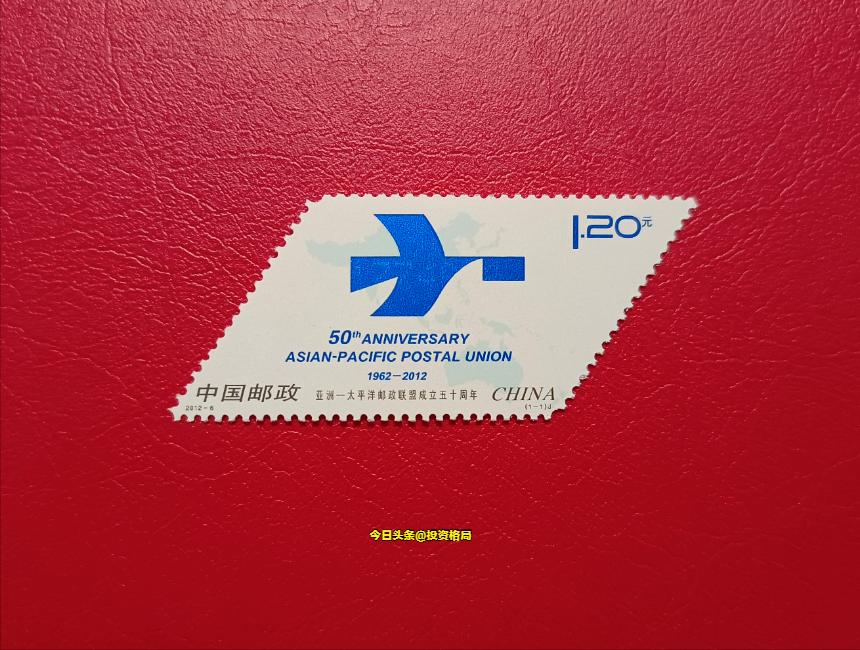 1.20元
50th ANNIVERSARY
ASIAN-PACIFIC POSTAL UNION
1962-2012
中国邮政 亚洲—太平洋邮政联盟成立五十周年 CHINA
2012-6 (1-1)J
今日头条@投资格局